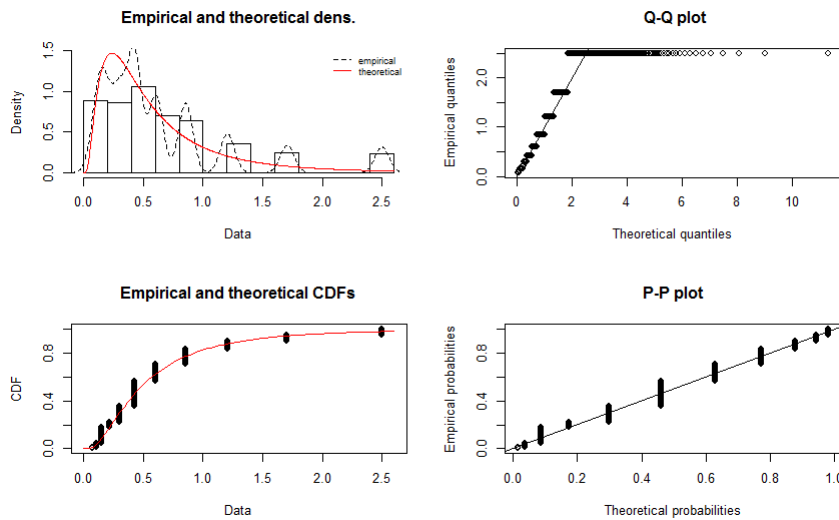 Empirical and theoretical dens.
Density
0.0 0.5 1.0 1.5
empirical
theoretical
0.0 0.5 1.0 1.5 2.0 2.5
Data
Q-Q plot
Empirical quantiles
0.0 1.0 2.0
0 2 4 6 8 10
Theoretical quantiles
Empirical and theoretical CDFs
CDF
0.0 0.4 0.8
0.0 0.5 1.0 1.5 2.0 2.5
Data
P-P plot
Empirical probabilities
0.0 0.4 0.8
0.0 0.2 0.4 0.6 0.8 1.0
Theoretical probabilities